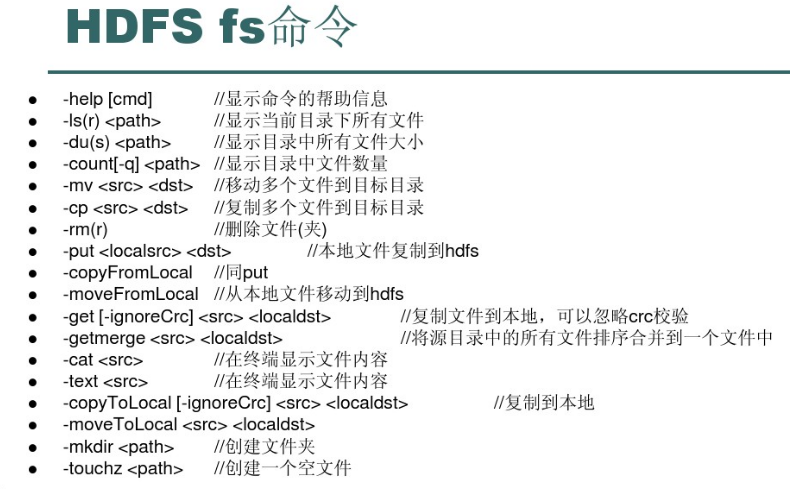 HDFS fs命令
● -help [cmd] //显示命令的帮助信息
● -ls(r) <path> //显示当前目录下所有文件
● -du(s) <path> //显示目录中所有文件大小
● -count[-q] <path> //显示目录中文件数量
● -mv <src> <dst> //移动多个文件到目标目录
● -cp <src> <dst> //复制多个文件到目标目录
● -rm(r) //删除文件(夹)
● -put <localsrc> <dst> //本地文件复制到hdfs
● -copyFromLocal //同put
● -moveFromLocal //从本地文件移动到hdfs
● -get [-ignoreCrc] <src> <localdst> //复制文件到本地，可以忽略crc校验
● -getmerge <src> <localdst> //将源目录中的所有文件排序合并到一个文件中
● -cat <src> //在终端显示文件内容
● -text <src> //在终端显示文件内容
● -copyToLocal [-ignoreCrc] <src> <localdst> //复制到本地
● -moveToLocal <src> <localdst>
● -mkdir <path> //创建文件夹
● -touchz <path> //创建一个空文件